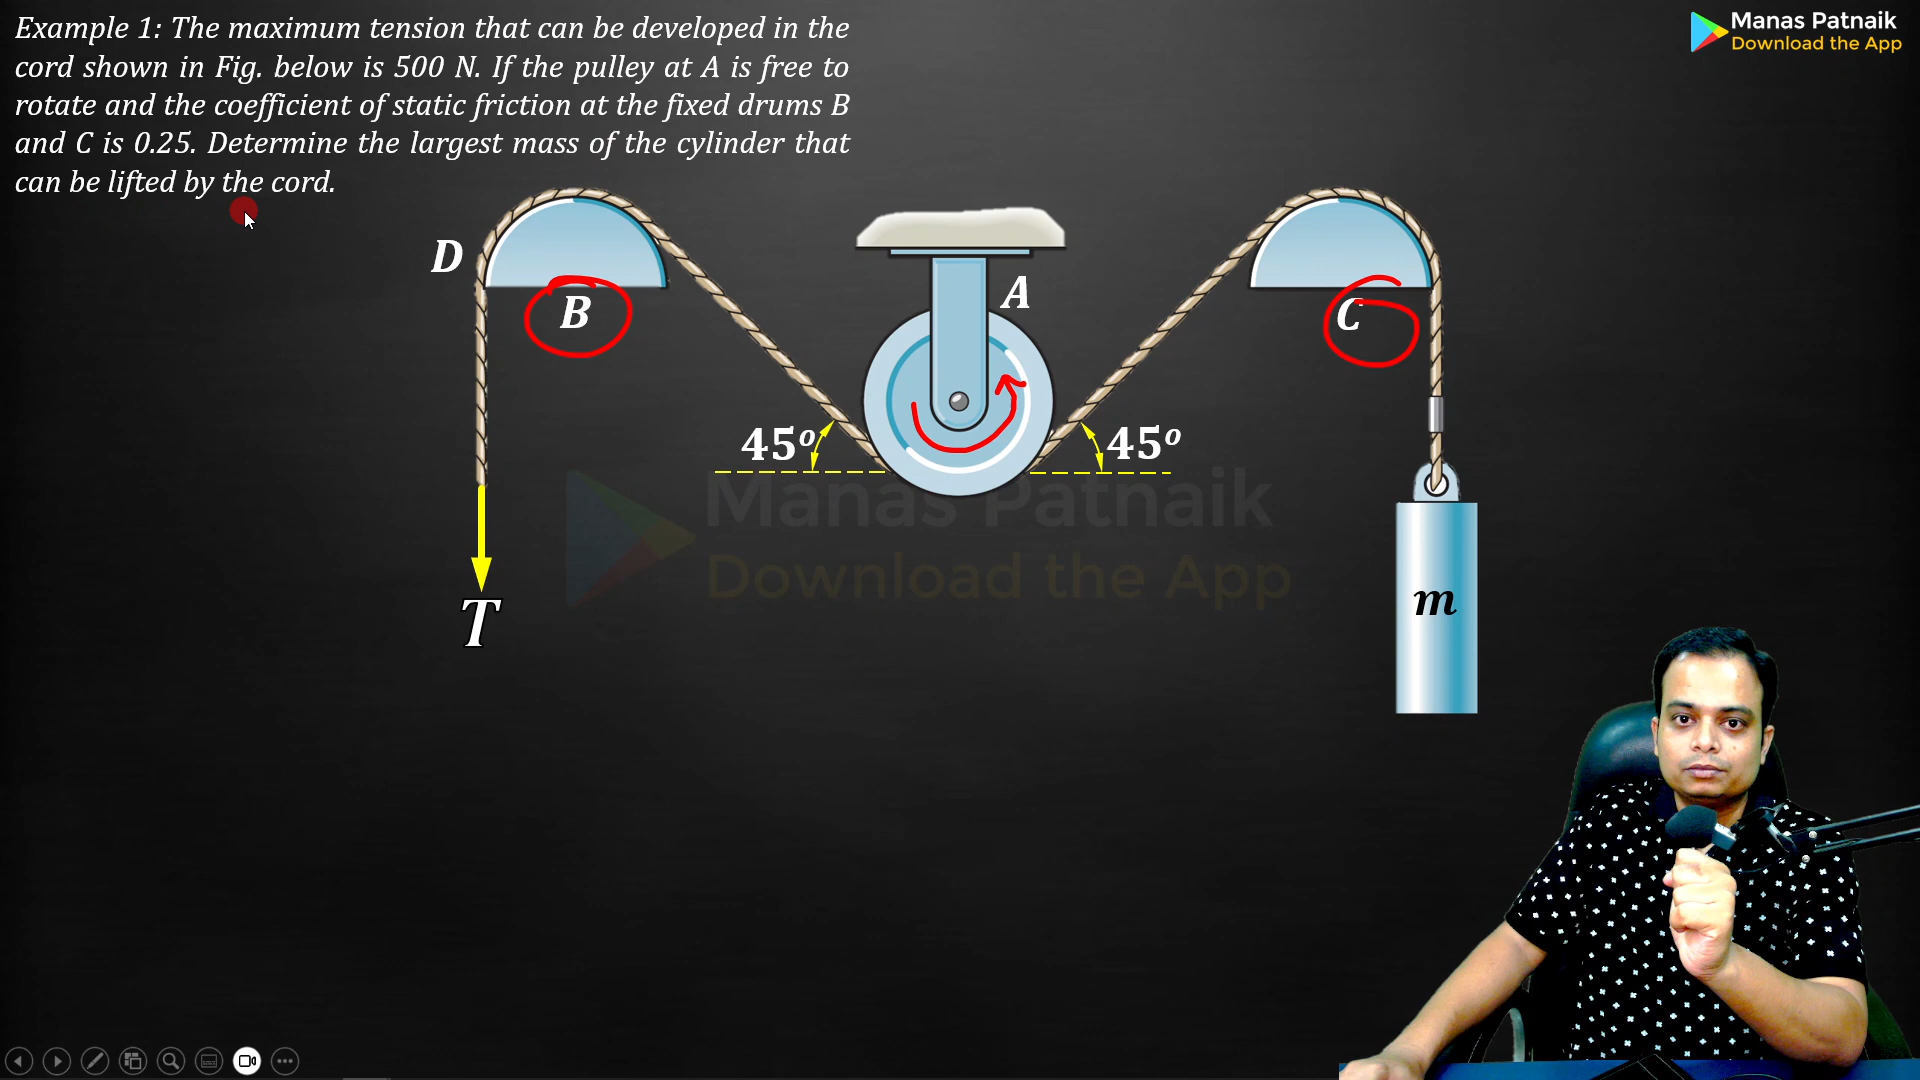 Example 1: The maximum tension that can be developed in the
cord shown in Fig. below is 500 N. If the pulley at A is free to
rotate and the coefficient of static friction at the fixed drums B
and C is 0.25. Determine the largest mass of the cylinder that
can be lifted by the cord.
Manas Patnaik
Download the App
D
B
A
C
45°
45°
Manas Patnaik
Download the App
T
m